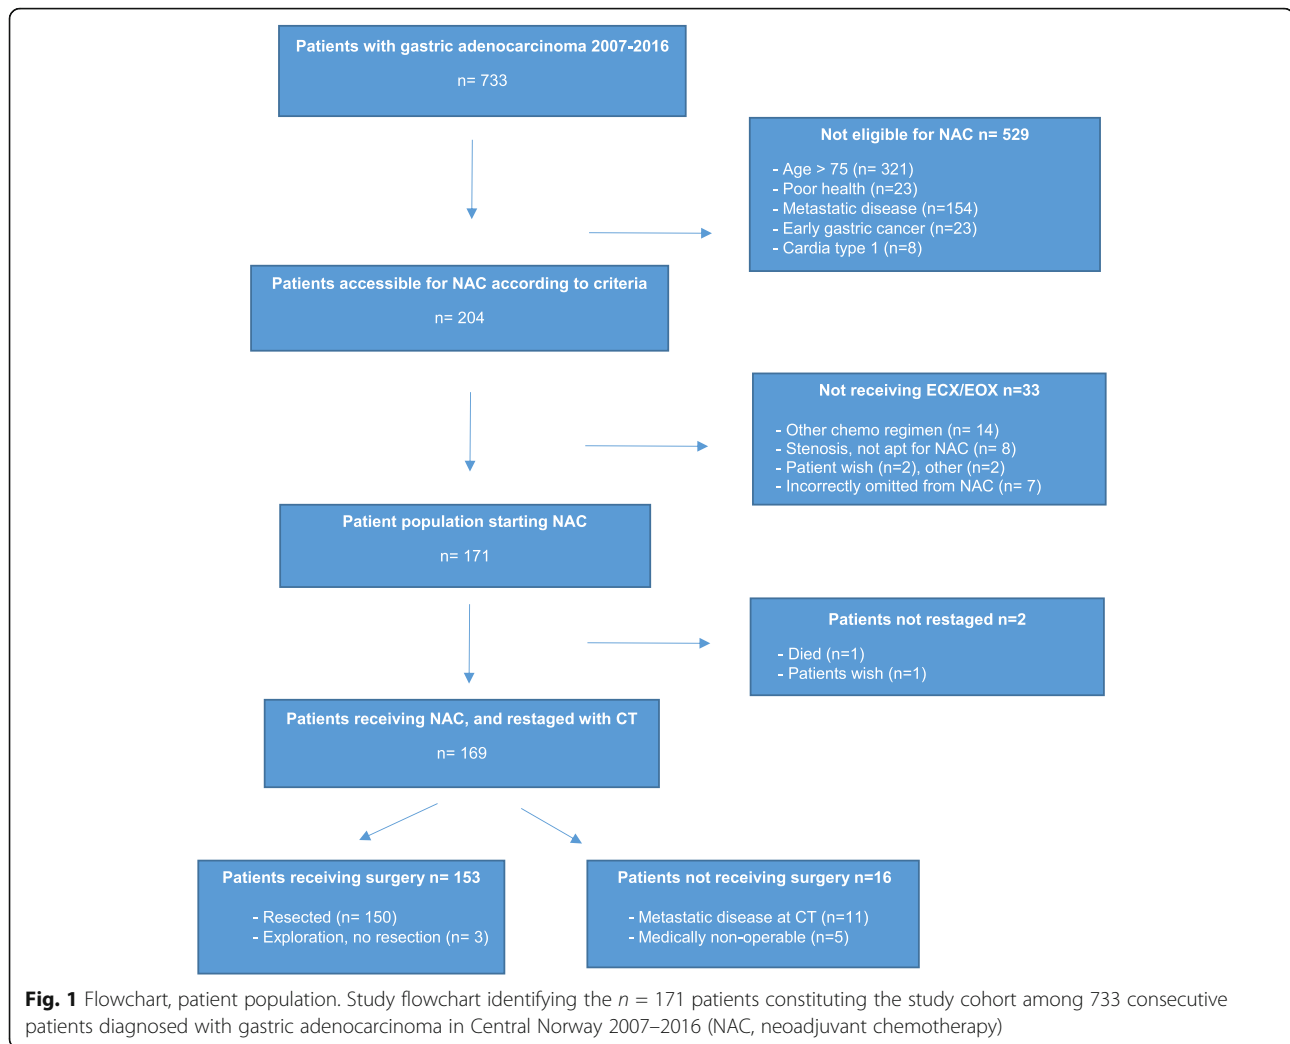 Patients with gastric adenocarcinoma 2007-2016
n= 733
Not eligible for NAC n= 529
- Age > 75 (n= 321)
- Poor health (n=23)
- Metastatic disease (n=154)
- Early gastric cancer (n=23)
- Cardia type 1 (n=8)
Patients accessible for NAC according to criteria
n= 204
Not receiving ECX/EOX n=33
- Other chemo regimen (n= 14)
- Stenosis, not apt for NAC (n= 8)
- Patient wish (n=2), other (n=2)
- Incorrectly omitted from NAC (n= 7)
Patient population starting NAC
n= 171
Patients not restaged n=2
- Died (n=1)
- Patients wish (n=1)
Patients receiving NAC, and restaged with CT
n= 169
Patients receiving surgery n= 153
- Resected (n= 150)
- Exploration, no resection (n= 3)
Patients not receiving surgery n=16
- Metastatic disease at CT (n=11)
- Medically non-operable (n=5)
Fig. 1 Flowchart, patient population. Study flowchart identifying the n = 171 patients constituting the study cohort among 733 consecutive
patients diagnosed with gastric adenocarcinoma in Central Norway 2007–2016 (NAC, neoadjuvant chemotherapy)